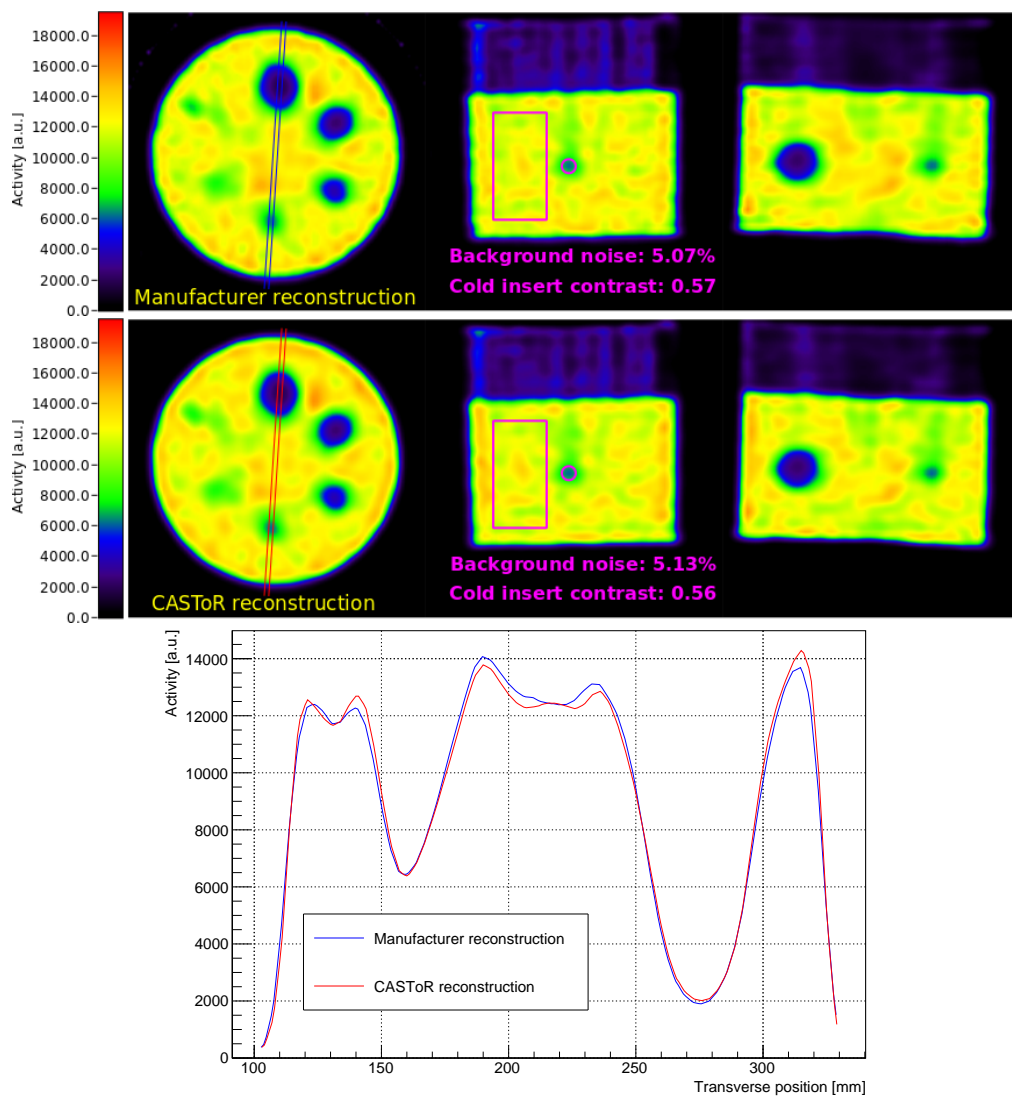 18000.0
16000.0
14000.0
12000.0
10000.0
8000.0
6000.0
4000.0
2000.0
0.0
Activity [a.u.]
Manufacturer reconstruction
Background noise: 5.07%
Cold insert contrast: 0.57
18000.0
16000.0
14000.0
12000.0
10000.0
8000.0
6000.0
4000.0
2000.0
0.0
Activity [a.u.]
CASToR reconstruction
Background noise: 5.13%
Cold insert contrast: 0.56
Activity [a.u.]
14000
12000
10000
8000
6000
4000
2000
0
Manufacturer reconstruction
CASToR reconstruction
100 150 200 250 300
Transverse position [mm]